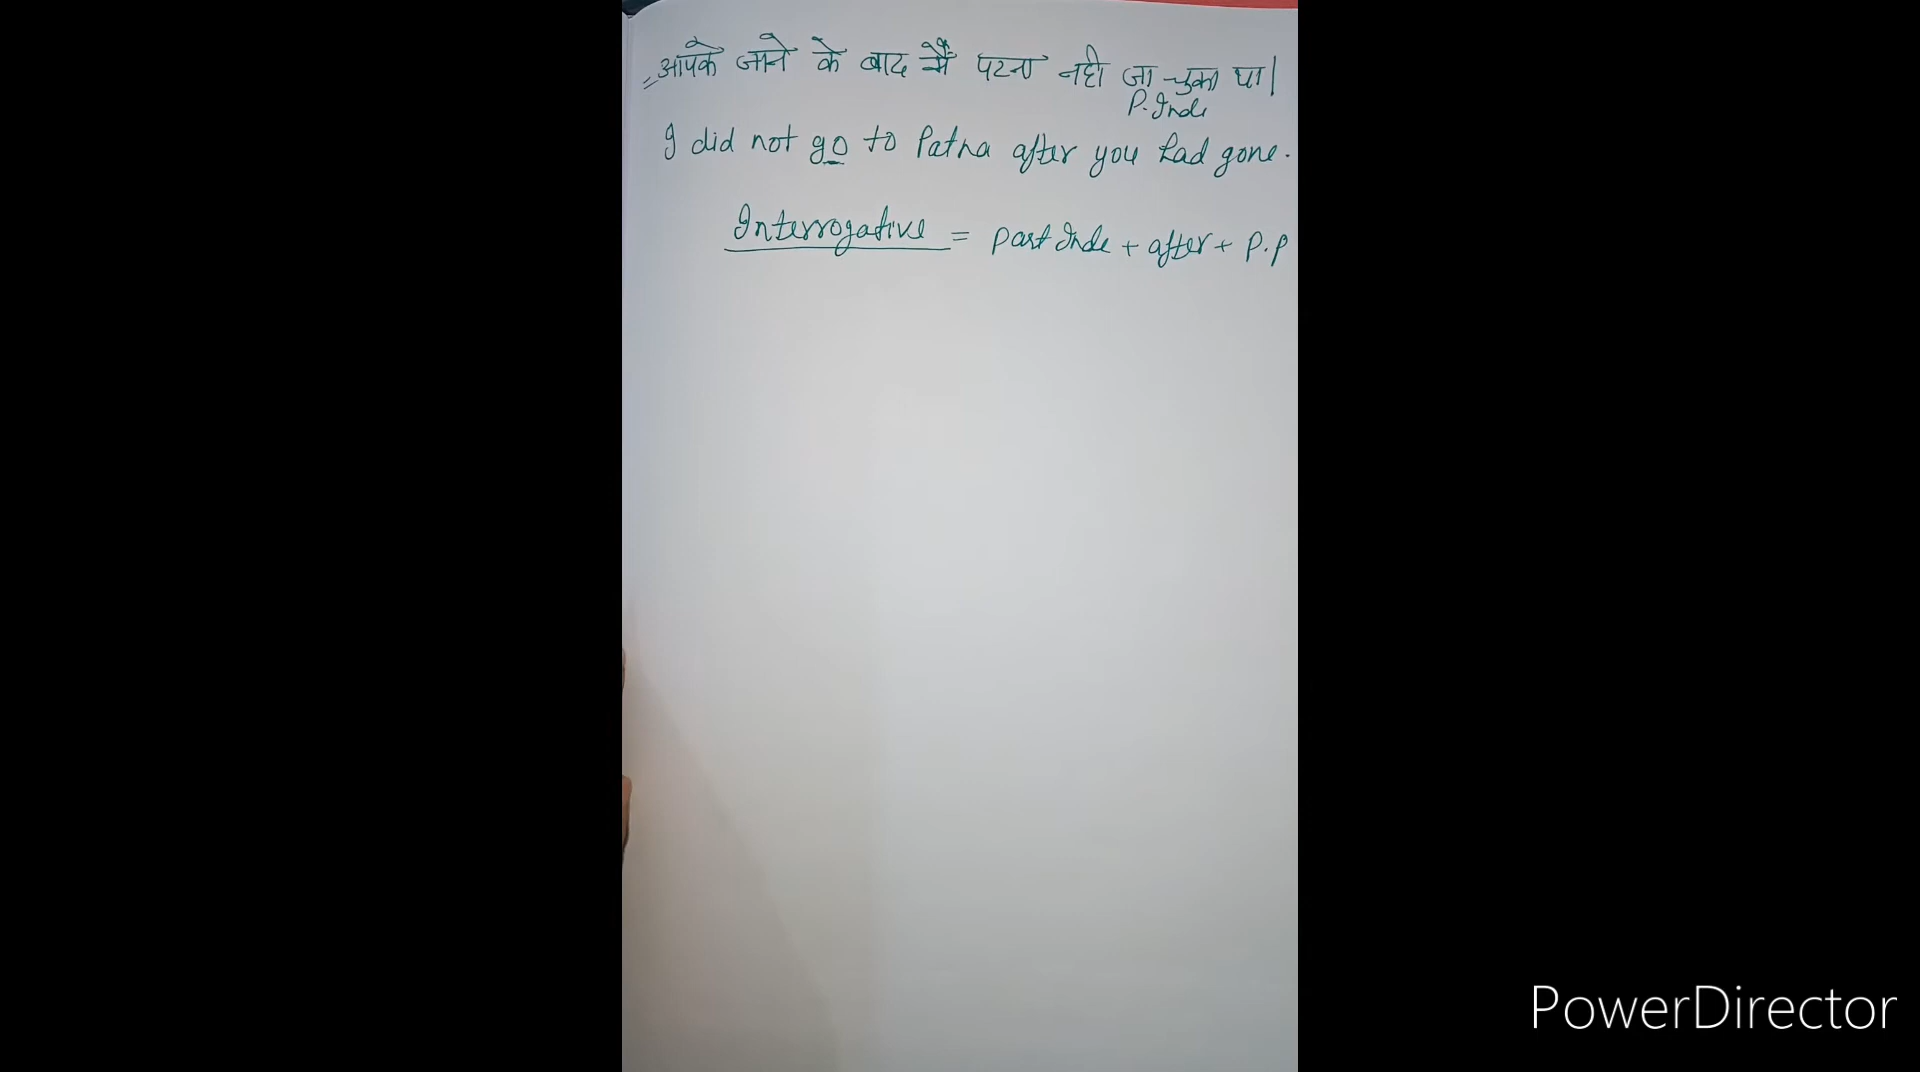 आपके जाने के बाद मैं पटना नही जा चुका था|
P. Inde
I did not go to Patna after you had gone.
Interrogative = Past Inde + after + P.P
PowerDirector